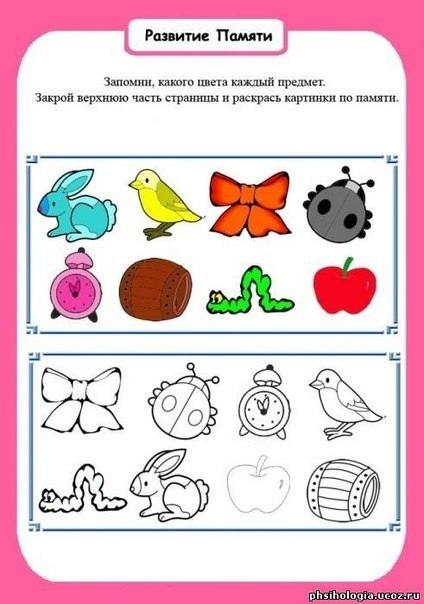 Развитие Памяти
Запомни, какого цвета каждый предмет.
Закрой верхнюю часть страницы и раскрась картинки по памяти.
phsihologia.ucoz.ru